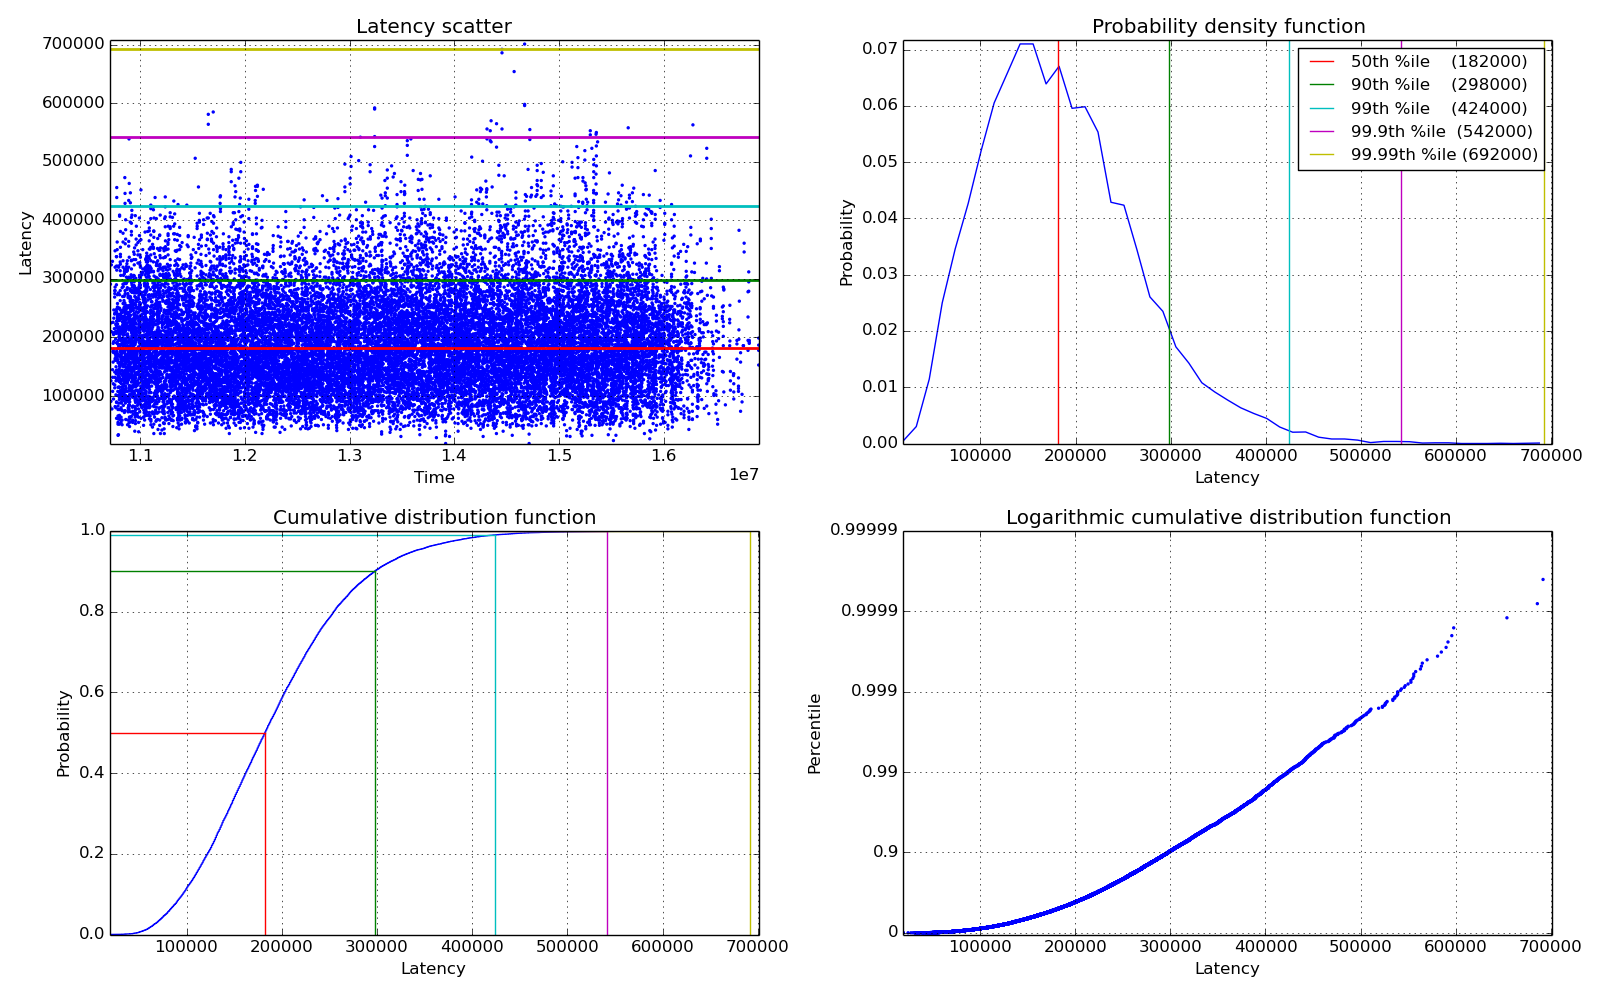 Latency scatter
700000
600000
500000
400000
300000
200000
100000
Latency
1.1 1.2 1.3 1.4 1.5 1.6
1e7
Time
Probability density function
0.07
0.06
0.05
0.04
0.03
0.02
0.01
0.00
Probability
50th %ile (182000)
90th %ile (298000)
99th %ile (424000)
99.9th %ile (542000)
99.99th %ile (692000)
100000 200000 300000 400000 500000 600000 700000
Latency
Cumulative distribution function
1.0
0.8
0.6
0.4
0.2
0.0
Probability
100000 200000 300000 400000 500000 600000 700000
Latency
Logarithmic cumulative distribution function
0.99999
0.9999
0.999
0.99
0.9
0
Percentile
100000 200000 300000 400000 500000 600000 700000
Latency